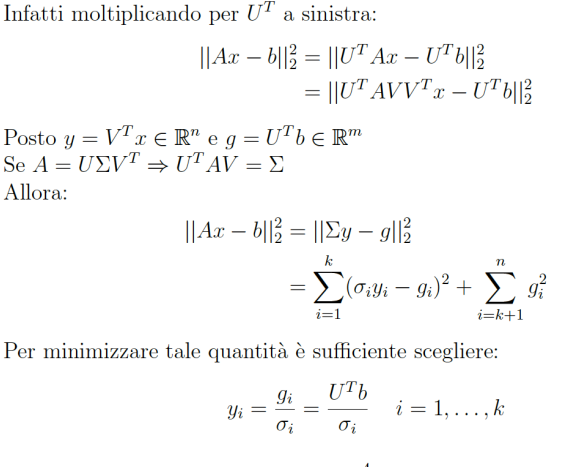 Infatti moltiplicando per $U^T$ a sinistra:
$||Ax - b||_2^2 = ||U^T Ax - U^T b||_2^2$
$= ||U^T AVV^T x - U^T b||_2^2$
Posto $y = V^T x \in \mathbb{R}^n$ e $g = U^T b \in \mathbb{R}^m$
Se $A = U\Sigma V^T \Rightarrow U^T AV = \Sigma$
Allora:
$||Ax - b||_2^2 = ||\Sigma y - g||_2^2$
$= \sum_{i=1}^{k} (\sigma_i y_i - g_i)^2 + \sum_{i=k+1}^{n} g_i^2$
Per minimizzare tale quantità è sufficiente scegliere:
$y_i = \frac{g_i}{\sigma_i} = \frac{U^T b}{\sigma_i} \quad i = 1, \ldots, k$